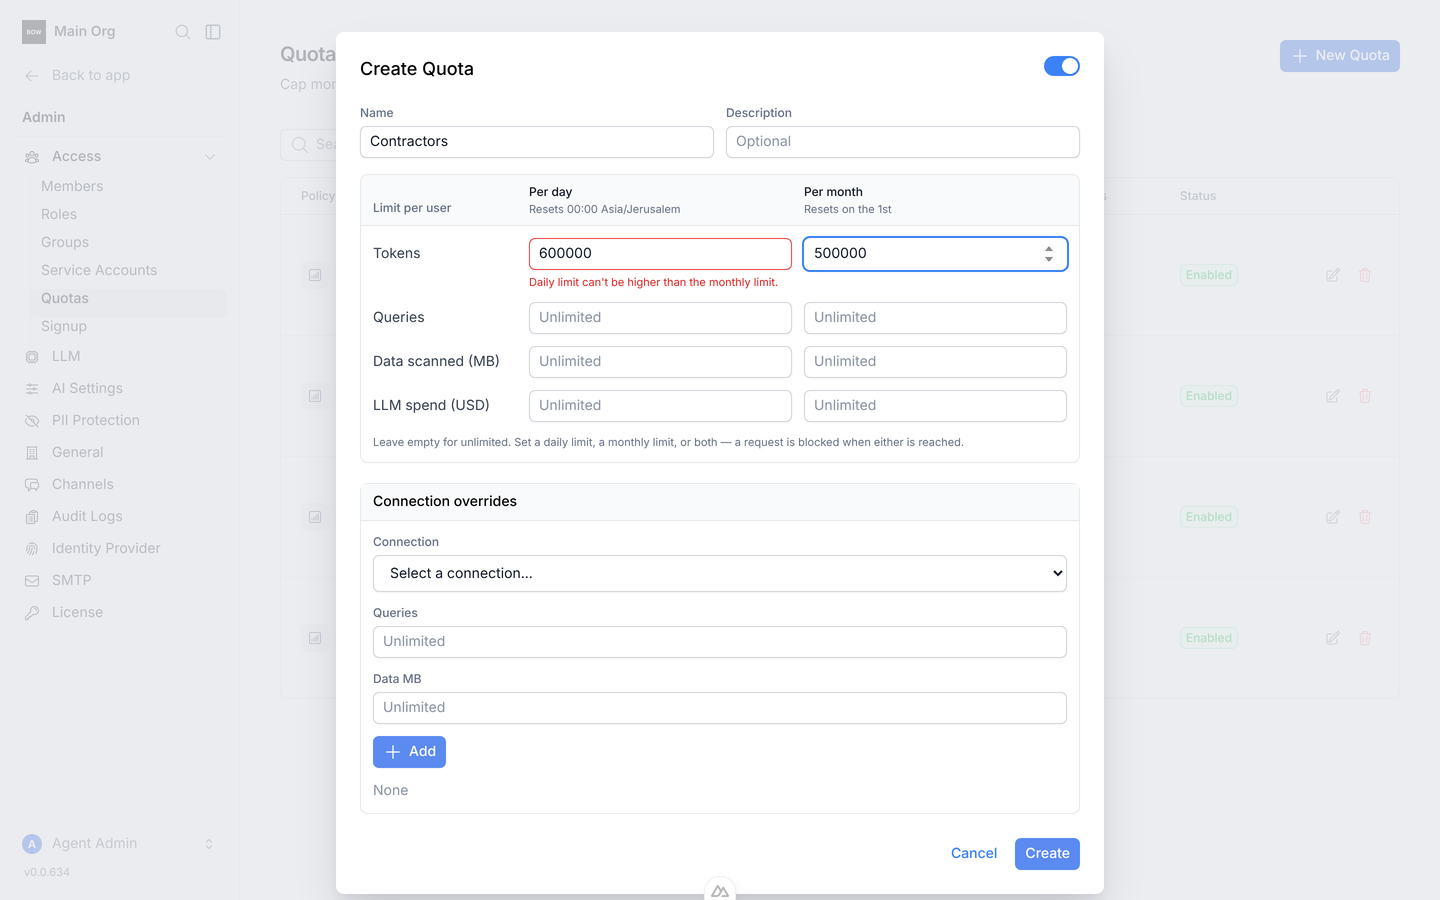 BOW Main Org
Back to app
Admin
Access
Members
Roles
Groups
Service Accounts
Quotas
Signup
LLM
AI Settings
PII Protection
General
Channels
Audit Logs
Identity Provider
SMTP
License
A Agent Admin
v0.0.634
Quota
Cap mor
New Quota
Sea
Policy
s
Status
Enabled
Enabled
Enabled
Enabled
Create Quota
Name
Description
Contractors
Optional
Limit per user
Per day
Resets 00:00 Asia/Jerusalem
Per month
Resets on the 1st
Tokens
600000
500000
Daily limit can't be higher than the monthly limit.
Queries
Unlimited
Unlimited
Data scanned (MB)
Unlimited
Unlimited
LLM spend (USD)
Unlimited
Unlimited
Leave empty for unlimited. Set a daily limit, a monthly limit, or both — a request is blocked when either is reached.
Connection overrides
Connection
Select a connection...
Queries
Unlimited
Data MB
Unlimited
Add
None
Cancel
Create